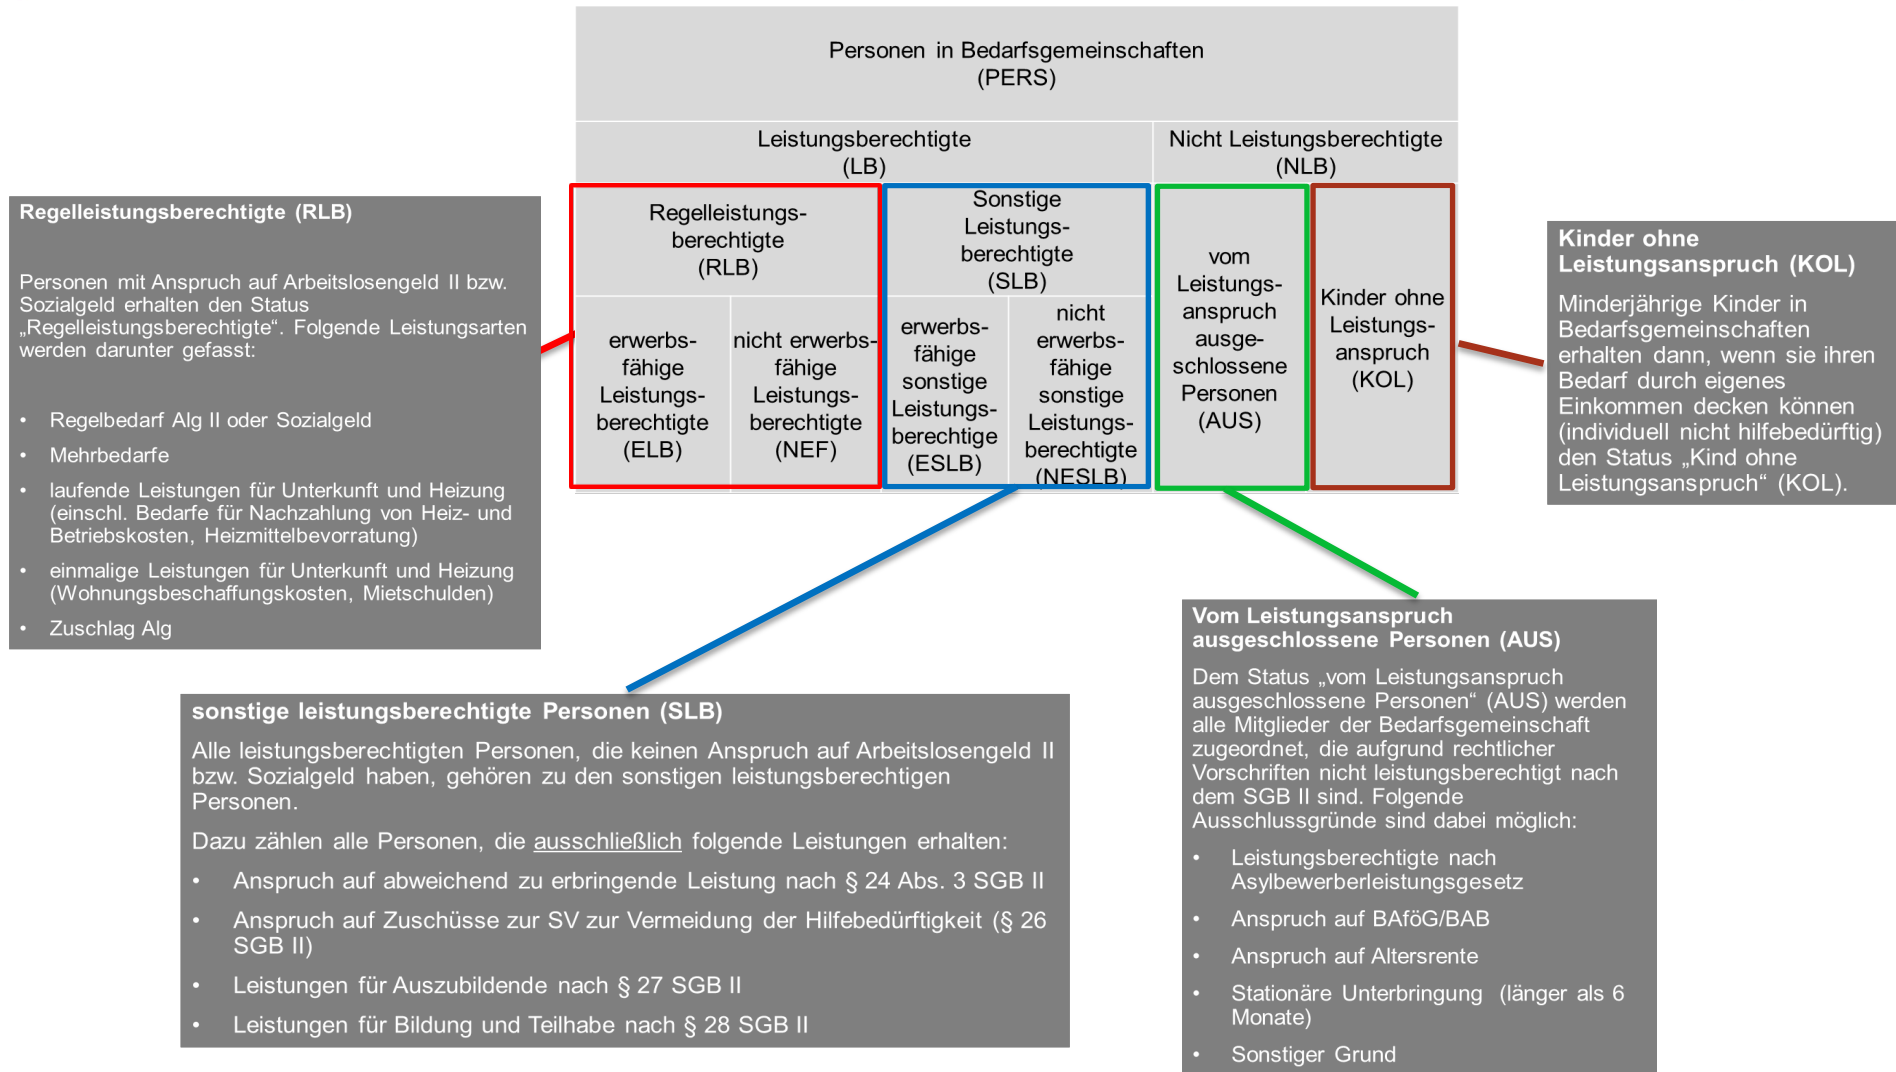 Personen in Bedarfsgemeinschaften
(PERS)
Leistungsberechtigte
(LB)
Nicht Leistungsberechtigte
(NLB)
Regelleistungs-
berechtigte
(RLB)
Sonstige
Leistungs-
berechtigte
(SLB)
erwerbs-
fähige
Leistungs-
berechtigte
(ELB)
nicht erwerbs-
fähige
Leistungs-
berechtigte
(NEF)
erwerbs-
fähige
sonstige
Leistungs-
berechtige
(ESLB)
nicht
erwerbs-
fähige
sonstige
Leistungs-
berechtigte
(NESLB)
vom
Leistungs-
anspruch
ausge-
schlossene
Personen
(AUS)
Kinder ohne
Leistungs-
anspruch
(KOL)
Regelleistungsberechtigte (RLB)
Personen mit Anspruch auf Arbeitslosengeld II bzw.
Sozialgeld erhalten den Status
„Regelleistungsberechtigte“. Folgende Leistungsarten
werden darunter gefasst:
• Regelbedarf Alg II oder Sozialgeld
• Mehrbedarfe
• laufende Leistungen für Unterkunft und Heizung
(einschl. Bedarfe für Nachzahlung von Heiz- und
Betriebskosten, Heizmittelbevorratung)
• einmalige Leistungen für Unterkunft und Heizung
(Wohnungsbeschaffungskosten, Mietschulden)
• Zuschlag Alg
Kinder ohne
Leistungsanspruch (KOL)
Minderjährige Kinder in
Bedarfsgemeinschaften
erhalten dann, wenn sie ihren
Bedarf durch eigenes
Einkommen decken können
(individuell nicht hilfebedürftig)
den Status „Kind ohne
Leistungsanspruch“ (KOL).
sonstige leistungsberechtigte Personen (SLB)
Alle leistungsberechtigten Personen, die keinen Anspruch auf Arbeitslosengeld II
bzw. Sozialgeld haben, gehören zu den sonstigen leistungsberechtigen
Personen.
Dazu zählen alle Personen, die ausschließlich folgende Leistungen erhalten:
• Anspruch auf abweichend zu erbringende Leistung nach § 24 Abs. 3 SGB II
• Anspruch auf Zuschüsse zur SV zur Vermeidung der Hilfebedürftigkeit (§ 26
SGB II)
• Leistungen für Auszubildende nach § 27 SGB II
• Leistungen für Bildung und Teilhabe nach § 28 SGB II
Vom Leistungsanspruch
ausgeschlossene Personen (AUS)
Dem Status „vom Leistungsanspruch
ausgeschlossene Personen“ (AUS) werden
alle Mitglieder der Bedarfsgemeinschaft
zugeordnet, die aufgrund rechtlicher
Vorschriften nicht leistungsberechtigt nach
dem SGB II sind. Folgende
Ausschlussgründe sind dabei möglich:
• Leistungsberechtigte nach
Asylbewerberleistungsgesetz
• Anspruch auf BAföG/BAB
• Anspruch auf Altersrente
• Stationäre Unterbringung (länger als 6
Monate)
• Sonstiger Grund